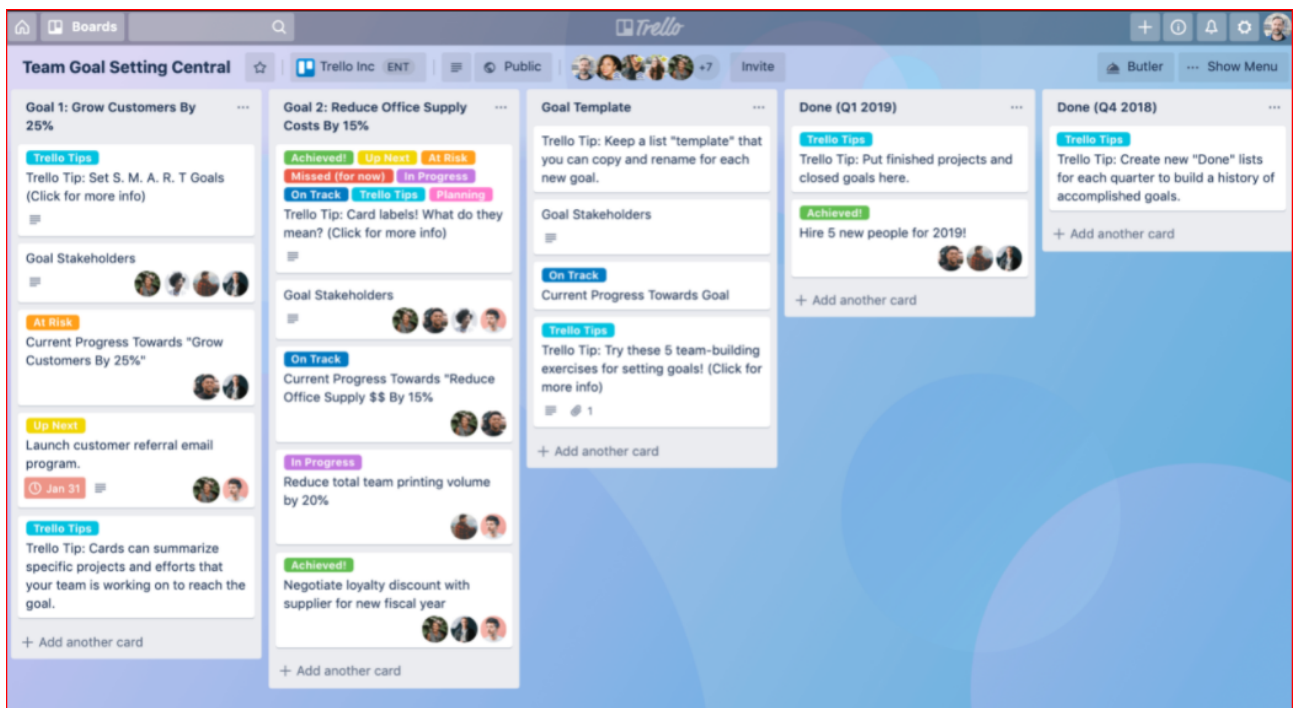 Boards
Trello
Team Goal Setting Central
Trello Inc ENT
Public
+7
Invite
Butler
... Show Menu
Goal 1: Grow Customers By
25%
Trello Tips
Trello Tip: Set S. M. A. R. T Goals
(Click for more info)
Goal Stakeholders
At Risk
Current Progress Towards "Grow
Customers By 25%"
Up Next
Launch customer referral email
program.
Jan 31
Trello Tips
Trello Tip: Cards can summarize
specific projects and efforts that
your team is working on to reach the
goal.
+ Add another card
Goal 2: Reduce Office Supply
Costs By 15%
Achieved! Up Next At Risk
Missed (for now) In Progress
On Track Trello Tips Planning
Trello Tip: Card labels! What do they
mean? (Click for more info)
Goal Stakeholders
On Track
Current Progress Towards "Reduce
Office Supply $$ By 15%
In Progress
Reduce total team printing volume
by 20%
Achieved!
Negotiate loyalty discount with
supplier for new fiscal year
+ Add another card
Goal Template
Trello Tip: Keep a list "template" that
you can copy and rename for each
new goal.
Goal Stakeholders
On Track
Current Progress Towards Goal
Trello Tips
Trello Tip: Try these 5 team-building
exercises for setting goals! (Click for
more info)
1
+ Add another card
Done (Q1 2019)
Trello Tips
Trello Tip: Put finished projects and
closed goals here.
Achieved!
Hire 5 new people for 2019!
+ Add another card
Done (Q4 2018)
Trello Tips
Trello Tip: Create new "Done" lists
for each quarter to build a history of
accomplished goals.
+ Add another card